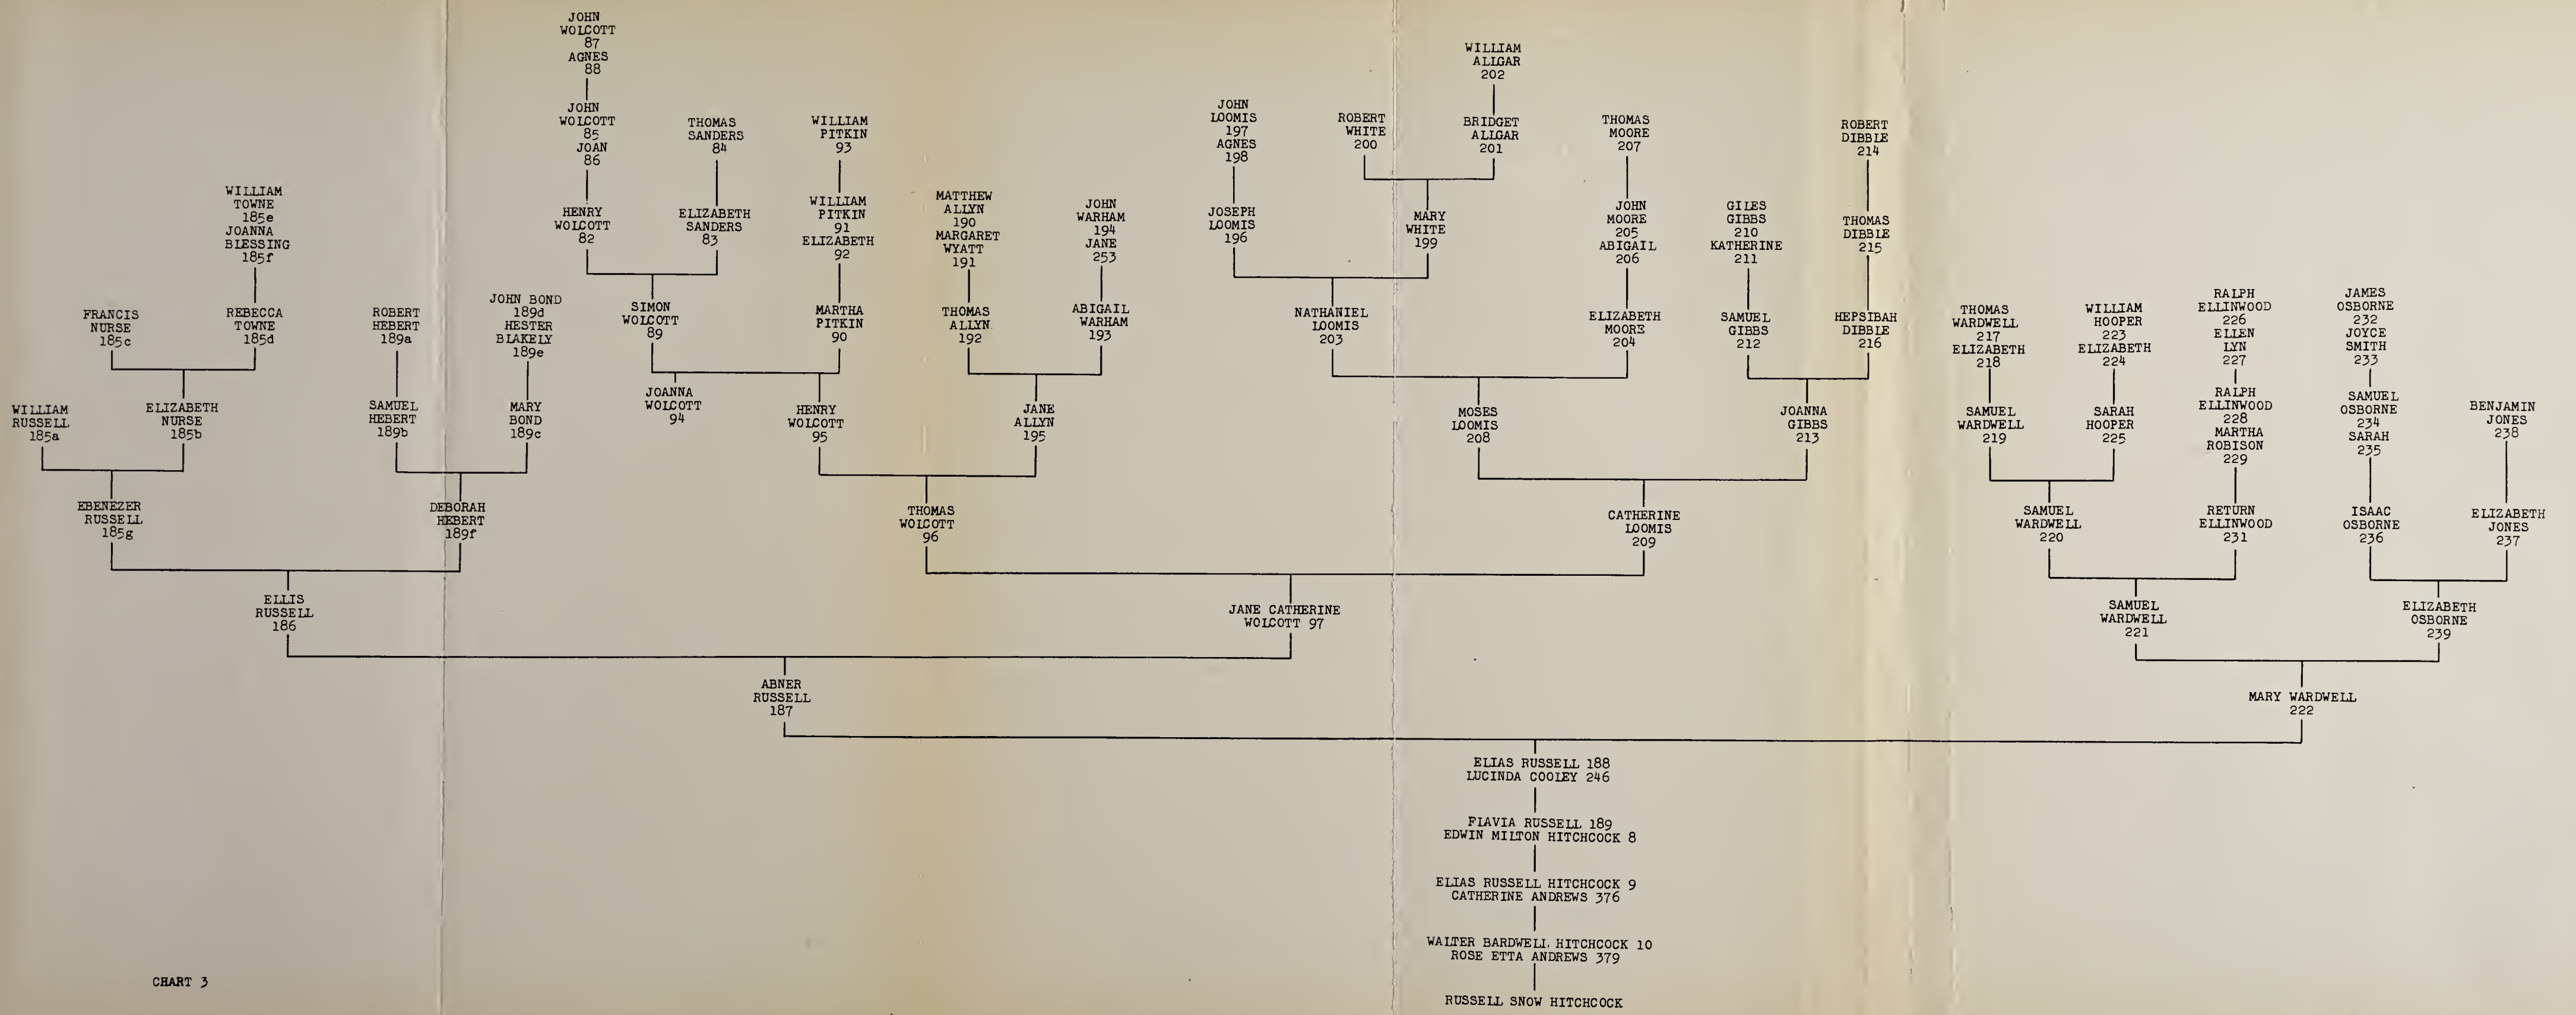 JOHN
WOLCOTT
87
AGNES
88
WILLIAM
ALLGAR
202
JOHN
WOLCOTT
85
JOAN
86
THOMAS
SANDERS
84
WILLIAM
PITKIN
93
JOHN
LOOMIS
197
AGNES
198
ROBERT
WHITE
200
BRIDGET
ALLGAR
201
THOMAS
MOORE
207
ROBERT
DIBBLE
214
WILLIAM
TOWNE
185e
JOANNA
BLESSING
185f
HENRY
WOLCOTT
82
ELIZABETH
SANDERS
83
WILLIAM
PITKIN
91
ELIZABETH
92
MATTHEW
ALLYN
190
MARGARET
WYATT
191
JOHN
WARHAM
194
JANE
253
JOSEPH
LOOMIS
196
MARY
WHITE
199
JOHN
MOORE
205
ABIGAIL
206
GILES
GIBBS
210
KATHERINE
211
THOMAS
DIBBLE
215
FRANCIS
NURSE
185c
REBECCA
TOWNE
185d
ROBERT
HEBERT
189a
JOHN BOND
189d
HESTER
BLAKELY
189e
SIMON
WOLCOTT
89
MARTHA
PITKIN
90
THOMAS
ALLYN
192
ABIGAIL
WARHAM
193
NATHANIEL
LOOMIS
203
ELIZABETH
MOORE
204
SAMUEL
GIBBS
212
HEPSIBAH
DIBBLE
216
THOMAS
WARDWELL
217
ELIZABETH
218
WILLIAM
HOOPER
223
ELIZABETH
224
RALPH
ELLINWOOD
226
ELLEN
LYN
227
JAMES
OSBORNE
232
JOYCE
SMITH
233
WILLIAM
RUSSELL
185a
ELIZABETH
NURSE
185b
SAMUEL
HEBERT
189b
MARY
BOND
189c
JOANNA
WOLCOTT
94
HENRY
WOLCOTT
95
JANE
ALLYN
195
MOSES
LOOMIS
208
JOANNA
GIBBS
213
SAMUEL
WARDWELL
219
SARAH
HOOPER
225
RALPH
ELLINWOOD
228
MARTHA
ROBISON
229
SAMUEL
OSBORNE
234
SARAH
235
BENJAMIN
JONES
238
EBENEZER
RUSSELL
185g
DEBORAH
HEBERT
189f
THOMAS
WOLCOTT
96
CATHERINE
LOOMIS
209
SAMUEL
WARDWELL
220
RETURN
ELLINWOOD
231
ISAAC
OSBORNE
236
ELIZABETH
JONES
237
ELLIS
RUSSELL
186
JANE CATHERINE
WOLCOTT 97
SAMUEL
WARDWELL
221
ELIZABETH
OSBORNE
239
ABNER
RUSSELL
187
MARY WARDWELL
222
ELIAS RUSSELL 188
LUCINDA COOLEY 246
FLAVIA RUSSELL 189
EDWIN MILTON HITCHCOCK 8
ELIAS RUSSELL HITCHCOCK 9
CATHERINE ANDREWS 376
WALTER BARDWELL HITCHCOCK 10
ROSE ETTA ANDREWS 379
RUSSELL SNOW HITCHCOCK
CHART 3